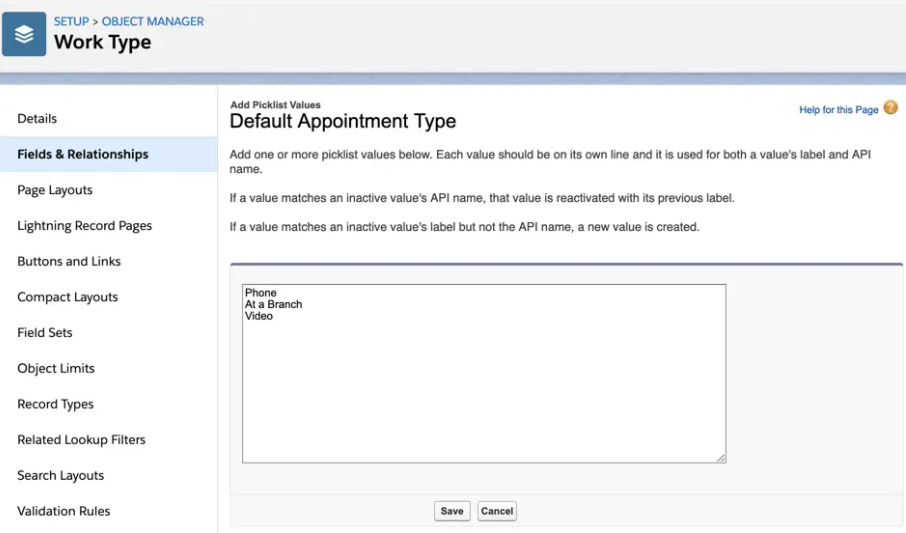 SETUP > OBJECT MANAGER
Work Type
Details
Fields & Relationships
Page Layouts
Lightning Record Pages
Buttons and Links
Compact Layouts
Field Sets
Object Limits
Record Types
Related Lookup Filters
Search Layouts
Validation Rules
Add Picklist Values
Default Appointment Type
Help for this Page ?
Add one or more picklist values below. Each value should be on its own line and it is used for both a value's label and API
name.
If a value matches an inactive value's API name, that value is reactivated with its previous label.
If a value matches an inactive value's label but not the API name, a new value is created.
Phone
At a Branch
Video
Save Cancel